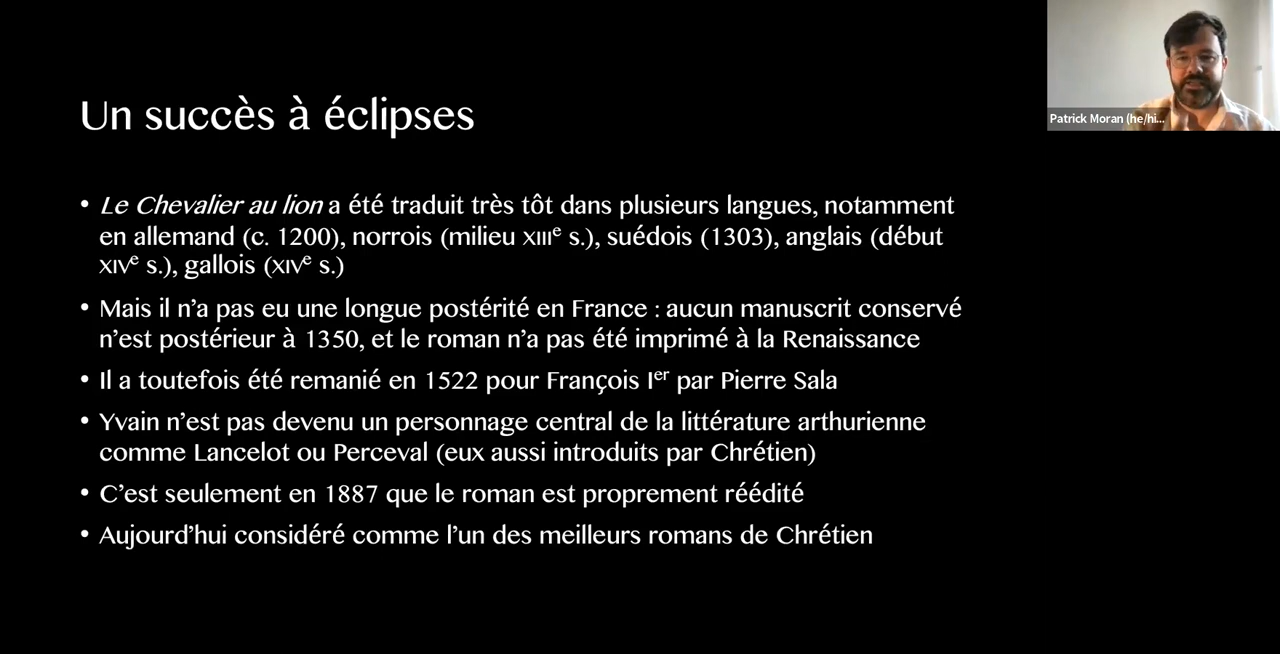 Un succès à éclipses
• Le Chevalier au lion a été traduit très tôt dans plusieurs langues, notamment
en allemand (c. 1200), norrois (milieu XIIIe s.), suédois (1303), anglais (début
XIVe s.), gallois (XIVe s.)
• Mais il n’a pas eu une longue postérité en France : aucun manuscrit conservé
n’est postérieur à 1350, et le roman n’a pas été imprimé à la Renaissance
• Il a toutefois été remanié en 1522 pour François Ier par Pierre Sala
• Yvain n’est pas devenu un personnage central de la littérature arthurienne
comme Lancelot ou Perceval (eux aussi introduits par Chrétien)
• C’est seulement en 1887 que le roman est proprement réédité
• Aujourd’hui considéré comme l’un des meilleurs romans de Chrétien
Patrick Moran (he/hi...